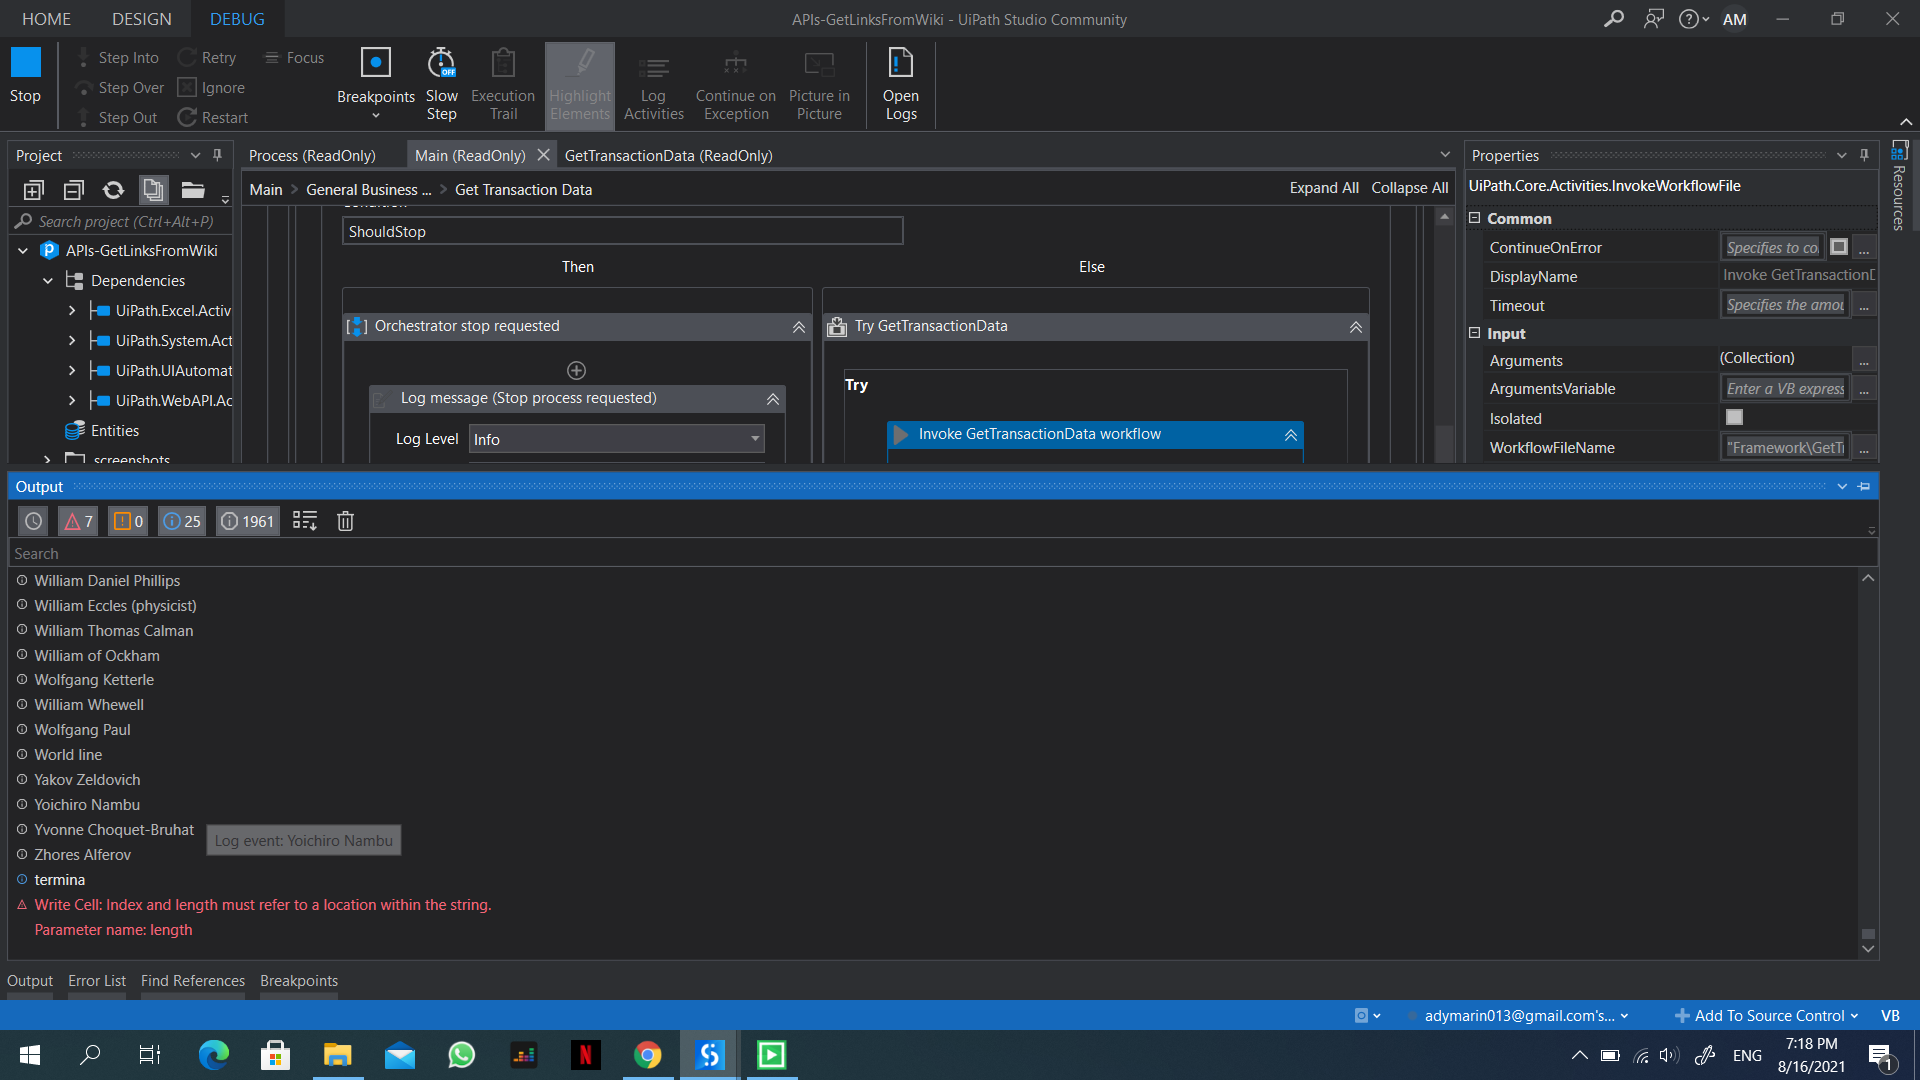 HOME DESIGN DEBUG
APIs-GetLinksFromWiki - UiPath Studio Community
AM
Stop
Step Into
Step Over
Step Out
Retry
Ignore
Restart
Focus
Breakpoints
Slow Step
OFF
Execution Trail
Highlight Elements
Log Activities
Continue on Exception
Picture in Picture
Open Logs
Project
Search project (Ctrl+Alt+P)
APIs-GetLinksFromWiki
Dependencies
UiPath.Excel.Activ
UiPath.System.Act
UiPath.UIAutomat
UiPath.WebAPI.Ac
Entities
screenshots
Process (ReadOnly) Main (ReadOnly) GetTransactionData (ReadOnly)
Main > General Business ... > Get Transaction Data
Expand All Collapse All
Condition
ShouldStop
Then Else
Orchestrator stop requested
Log message (Stop process requested)
Log Level Info
Try GetTransactionData
Try
Invoke GetTransactionData workflow
Properties
UiPath.Core.Activities.InvokeWorkflowFile
Common
ContinueOnError Specifies to co ...
DisplayName Invoke GetTransactionD
Timeout Specifies the amou ...
Input
Arguments (Collection) ...
ArgumentsVariable Enter a VB express ...
Isolated
WorkflowFileName "Framework\GetTr ...
Resources
Output
7 0 25 1961
Search
William Daniel Phillips
William Eccles (physicist)
William Thomas Calman
William of Ockham
Wolfgang Ketterle
William Whewell
Wolfgang Paul
World line
Yakov Zeldovich
Yoichiro Nambu
Yvonne Choquet-Bruhat
Log event: Yoichiro Nambu
Zhores Alferov
termina
Write Cell: Index and length must refer to a location within the string.
Parameter name: length
Output Error List Find References Breakpoints
adymarin013@gmail.com's...
Add To Source Control
VB
ENG
7:18 PM
8/16/2021
1